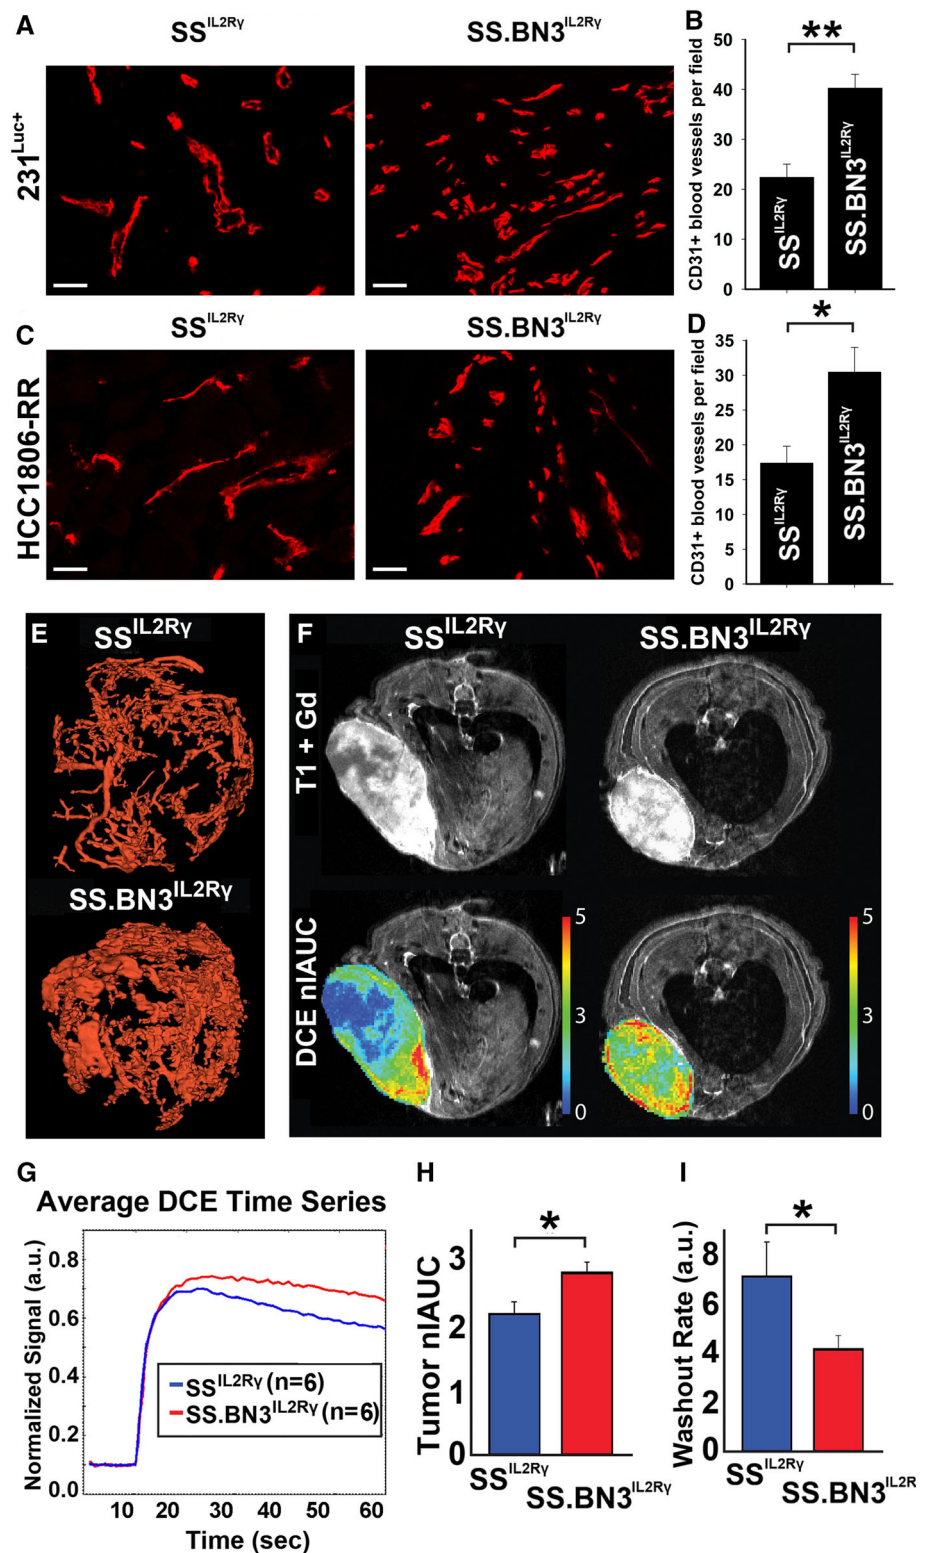 A
SS^IL2Rγ
SS.BN3^IL2Rγ
231^Luc+
B
**
CD31+ blood vessels per field
50
40
30
20
10
0
SS^IL2Rγ
SS.BN3^IL2Rγ
C
SS^IL2Rγ
SS.BN3^IL2Rγ
HCC1806-RR
D
*
CD31+ blood vessels per field
35
30
25
20
15
10
5
0
SS^IL2Rγ
SS.BN3^IL2Rγ
E
SS^IL2Rγ
SS.BN3^IL2Rγ
F
SS^IL2Rγ
SS.BN3^IL2Rγ
T1 + Gd
DCE nIAUC
5
3
0
5
3
0
G
Average DCE Time Series
Normalized Signal (a.u.)
0.8
0.6
0.4
0.2
0.0
SS^IL2Rγ (n=6)
SS.BN3^IL2Rγ (n=6)
10 20 30 40 50 60
Time (sec)
H
*
Tumor nIAUC
3
2
1
0
SS^IL2Rγ
SS.BN3^IL2Rγ
I
*
Washout Rate (a.u.)
8
6
4
2
0
SS^IL2Rγ
SS.BN3^IL2R